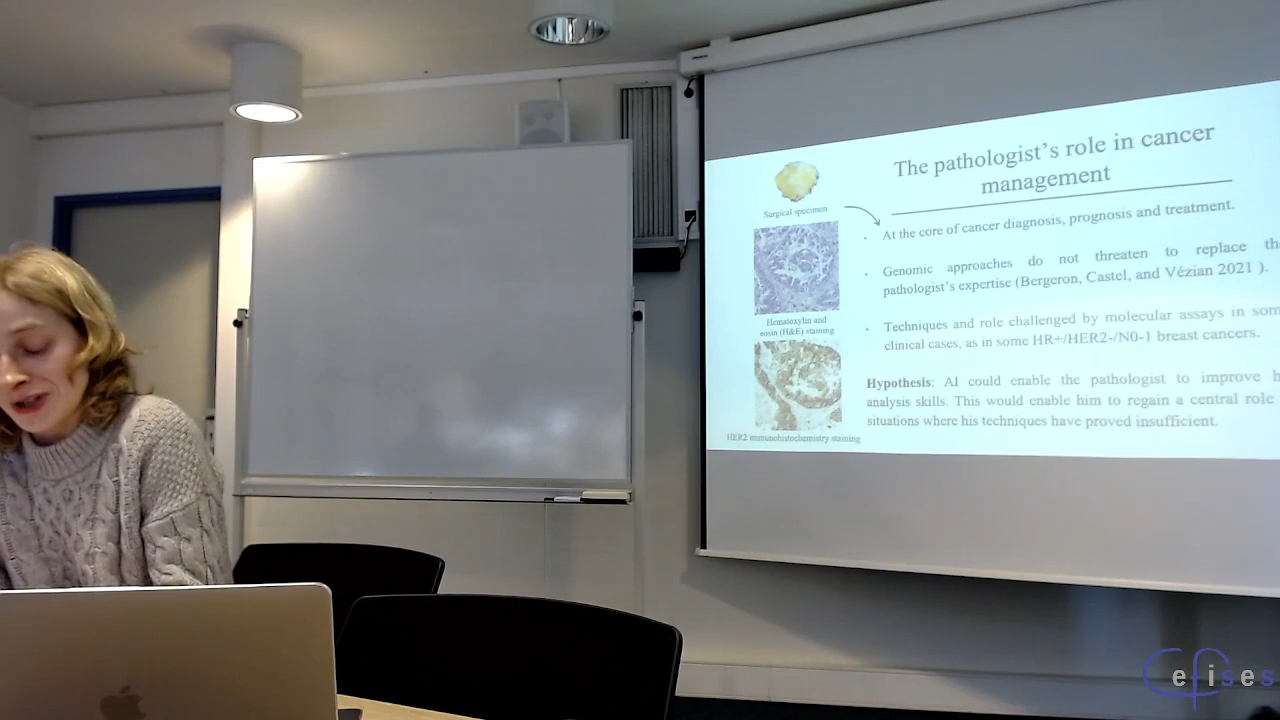 The pathologist's role in cancer
management
Surgical specimen
At the core of cancer diagnosis, prognosis and treatment.
Genomic approaches do not threaten to replace
pathologist's expertise (Bergeron, Castel, and Vézian 2021 ).
Hematoxylin and
eosin (H&E) staining
Techniques and role challenged by molecular assays in
clinical cases, as in some HR+/HER2-/N0-1 breast cancers.
Hypothesis: AI could enable the pathologist to improve
analysis skills. This would enable him to regain a central role
situations where his techniques have proved insufficient.
HER2 immunohistochemistry staining
Cefises